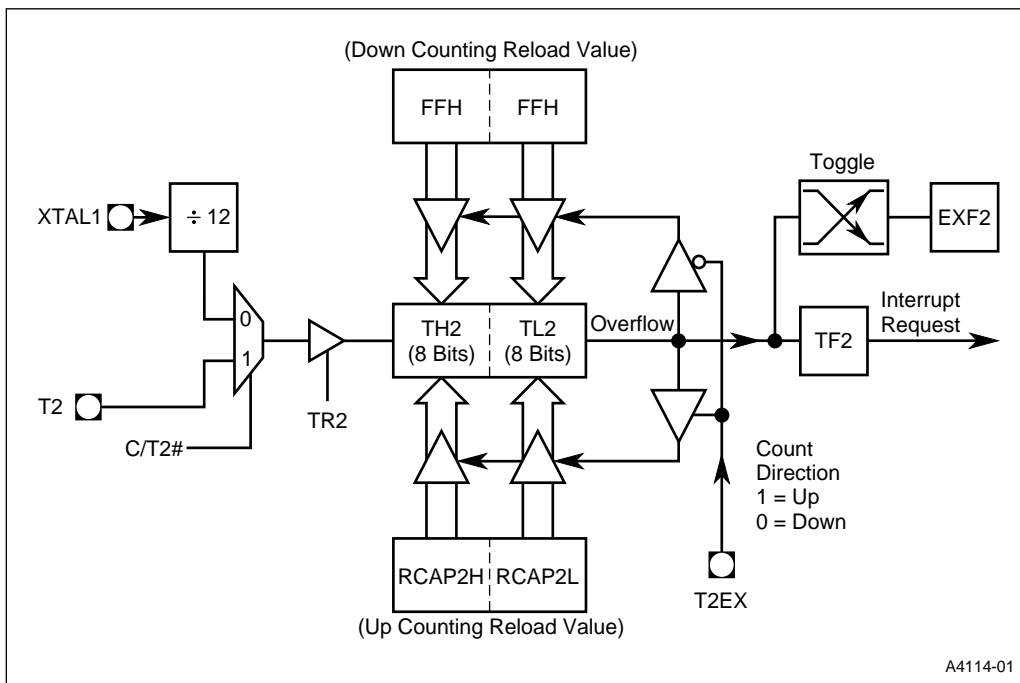 (Down Counting Reload Value)
FFH FFH
Toggle
XTAL1
÷ 12
EXF2
0
1
TH2
(8 Bits)
TL2
(8 Bits)
Overflow
TF2
Interrupt
Request
T2
C/T2#
TR2
Count
Direction
1 = Up
0 = Down
RCAP2H RCAP2L
T2EX
(Up Counting Reload Value)
A4114-01